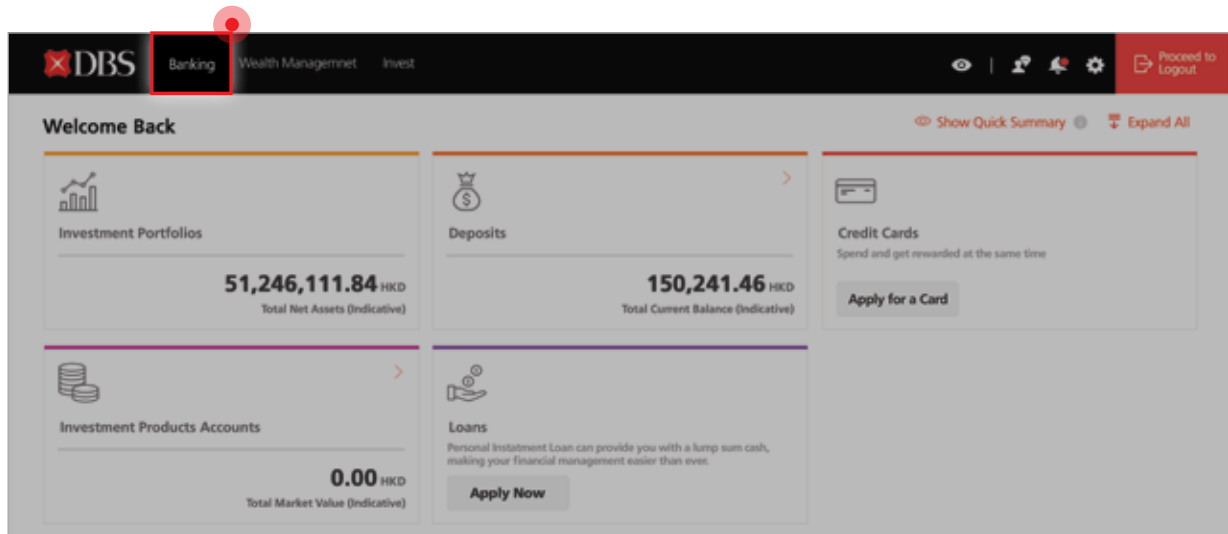 DBS Banking Wealth Managemnet Invest Proceed to
Logout
Welcome Back Show Quick Summary Expand All
Investment Portfolios
51,246,111.84 HKD
Total Net Assets (Indicative)
Deposits
150,241.46 HKD
Total Current Balance (Indicative)
Credit Cards
Spend and get rewarded at the same time
Apply for a Card
Investment Products Accounts
0.00 HKD
Total Market Value (Indicative)
Loans
Personal Instatment Loan can provide you with a lump sum cash,
making your financial management easier than ever.
Apply Now